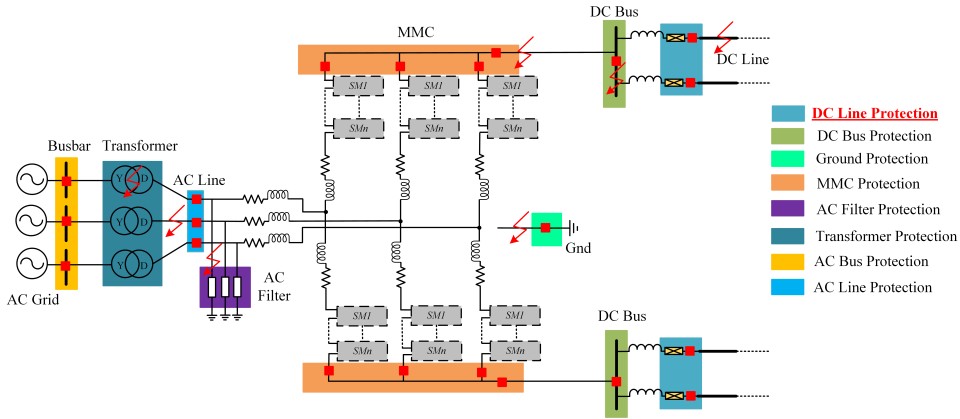 DC Bus
MMC
DC Line
SM1
SM1
SM1
SMn
SMn
SMn
DC Line Protection
DC Bus Protection
Ground Protection
MMC Protection
AC Filter Protection
Transformer Protection
AC Bus Protection
AC Line Protection
Busbar
Transformer
AC Line
Y
D
Y
D
Y
D
AC Grid
AC
Filter
Gnd
SM1
SM1
SM1
SMn
SMn
SMn
DC Bus